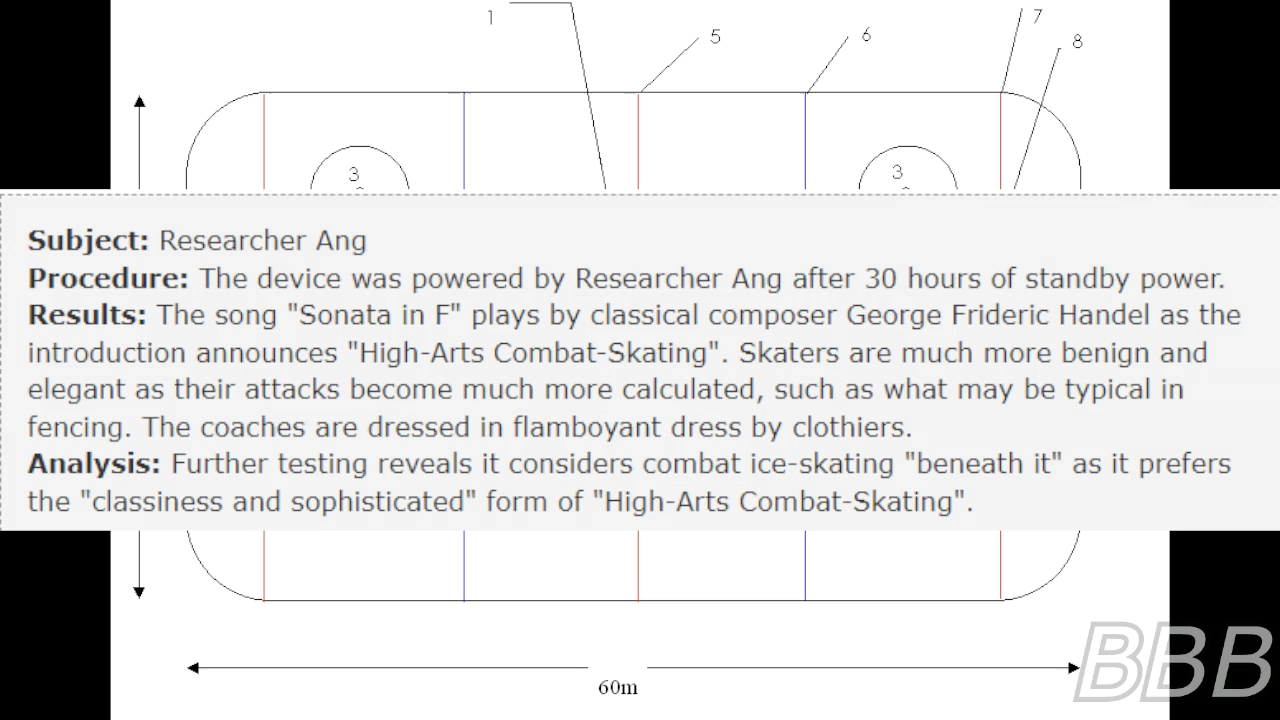 1
5
6
7
8
3
3
Subject: Researcher Ang
Procedure: The device was powered by Researcher Ang after 30 hours of standby power.
Results: The song "Sonata in F" plays by classical composer George Frideric Handel as the
introduction announces "High-Arts Combat-Skating". Skaters are much more benign and
elegant as their attacks become much more calculated, such as what may be typical in
fencing. The coaches are dressed in flamboyant dress by clothiers.
Analysis: Further testing reveals it considers combat ice-skating "beneath it" as it prefers
the "classiness and sophisticated" form of "High-Arts Combat-Skating".
BBB
60m